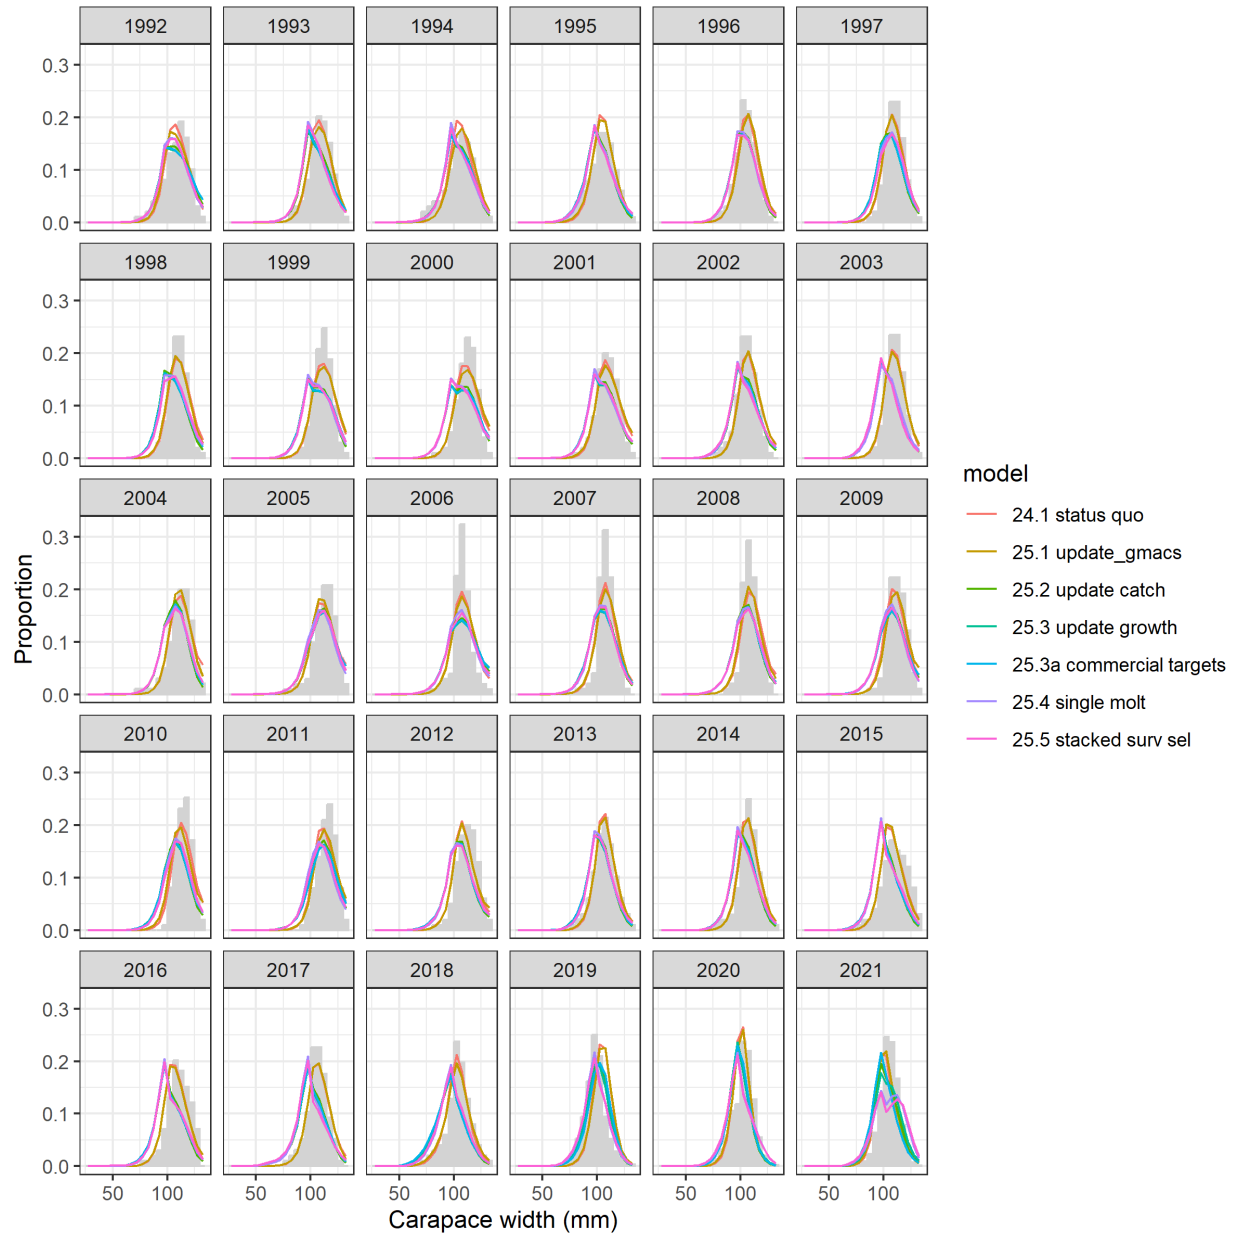 1992 1993 1994 1995 1996 1997
0.3
0.2
0.1
0.0
1998 1999 2000 2001 2002 2003
0.3
0.2
0.1
0.0
2004 2005 2006 2007 2008 2009
0.3
0.2
0.1
0.0
2010 2011 2012 2013 2014 2015
0.3
0.2
0.1
0.0
2016 2017 2018 2019 2020 2021
0.3
0.2
0.1
0.0
50 100 50 100 50 100 50 100 50 100 50 100
Carapace width (mm)
Proportion
model
24.1 status quo
25.1 update_gmacs
25.2 update catch
25.3 update growth
25.3a commercial targets
25.4 single molt
25.5 stacked surv sel